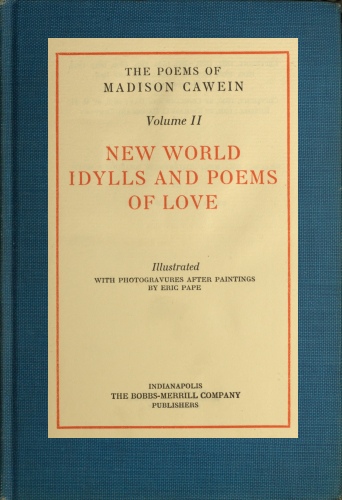 THE POEMS OF
MADISON CAWEIN
Volume II
NEW WORLD
IDYLLS AND POEMS
OF LOVE
Illustrated
WITH PHOTOGRAVURES AFTER PAINTINGS
BY ERIC PAPE
INDIANAPOLIS
THE BOBBS-MERRILL COMPANY
PUBLISHERS